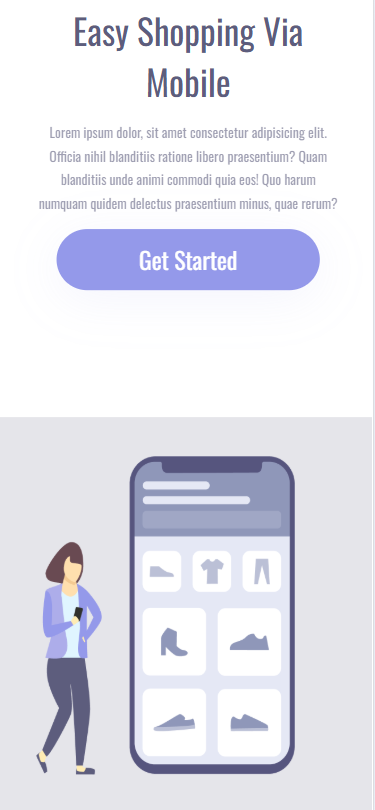 Easy Shopping Via
Mobile
Lorem ipsum dolor, sit amet consectetur adipisicing elit.
Officia nihil blanditiis ratione libero praesentium? Quam
blanditiis unde animi commodi quia eos! Quo harum
numquam quidem delectus praesentium minus, quae rerum?
Get Started